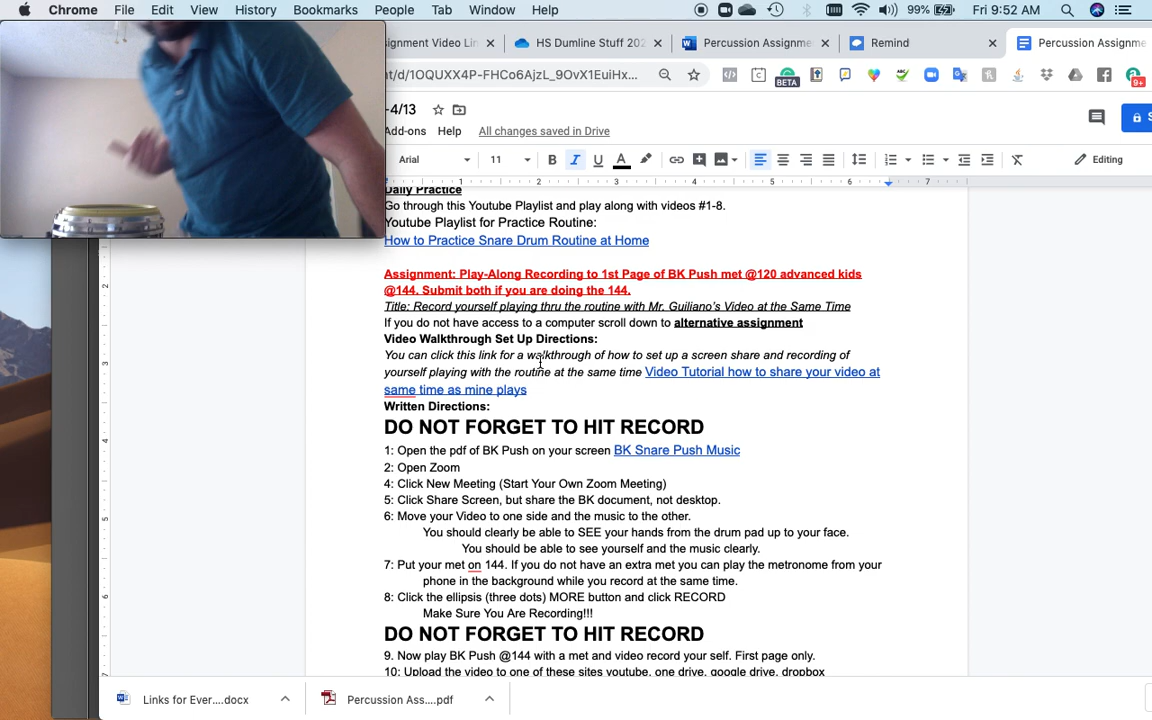 Chrome File Edit View History Bookmarks People Tab Window Help 99% Fri 9:52 AM
ignment Video Lin HS Dumline Stuff 202 Percussion Assignme Remind Percussion Assignme
t/d/1OQUXX4P-FHCo6AjzL_9OvX1EuiHx...
BETA 9+
-4/13
Add-ons Help All changes saved in Drive
Arial 11 B I U A Editing
1 2 3 4 5 6 7
Daily Practice
Go through this Youtube Playlist and play along with videos #1-8.
Youtube Playlist for Practice Routine:
How to Practice Snare Drum Routine at Home
Assignment: Play-Along Recording to 1st Page of BK Push met @120 advanced kids
@144. Submit both if you are doing the 144.
Title: Record yourself playing thru the routine with Mr. Guiliano's Video at the Same Time
If you do not have access to a computer scroll down to alternative assignment
Video Walkthrough Set Up Directions:
You can click this link for a walkthrough of how to set up a screen share and recording of
yourself playing with the routine at the same time Video Tutorial how to share your video at
same time as mine plays
Written Directions:
DO NOT FORGET TO HIT RECORD
1: Open the pdf of BK Push on your screen BK Snare Push Music
2: Open Zoom
4: Click New Meeting (Start Your Own Zoom Meeting)
5: Click Share Screen, but share the BK document, not desktop.
6: Move your Video to one side and the music to the other.
You should clearly be able to SEE your hands from the drum pad up to your face.
You should be able to see yourself and the music clearly.
7: Put your met on 144. If you do not have an extra met you can play the metronome from your
phone in the background while you record at the same time.
8: Click the ellipsis (three dots) MORE button and click RECORD
Make Sure You Are Recording!!!
DO NOT FORGET TO HIT RECORD
9. Now play BK Push @144 with a met and video record your self. First page only.
10: Upload the video to one of these sites youtube, one drive, google drive, dropbox
Links for Ever....docx Percussion Ass....pdf